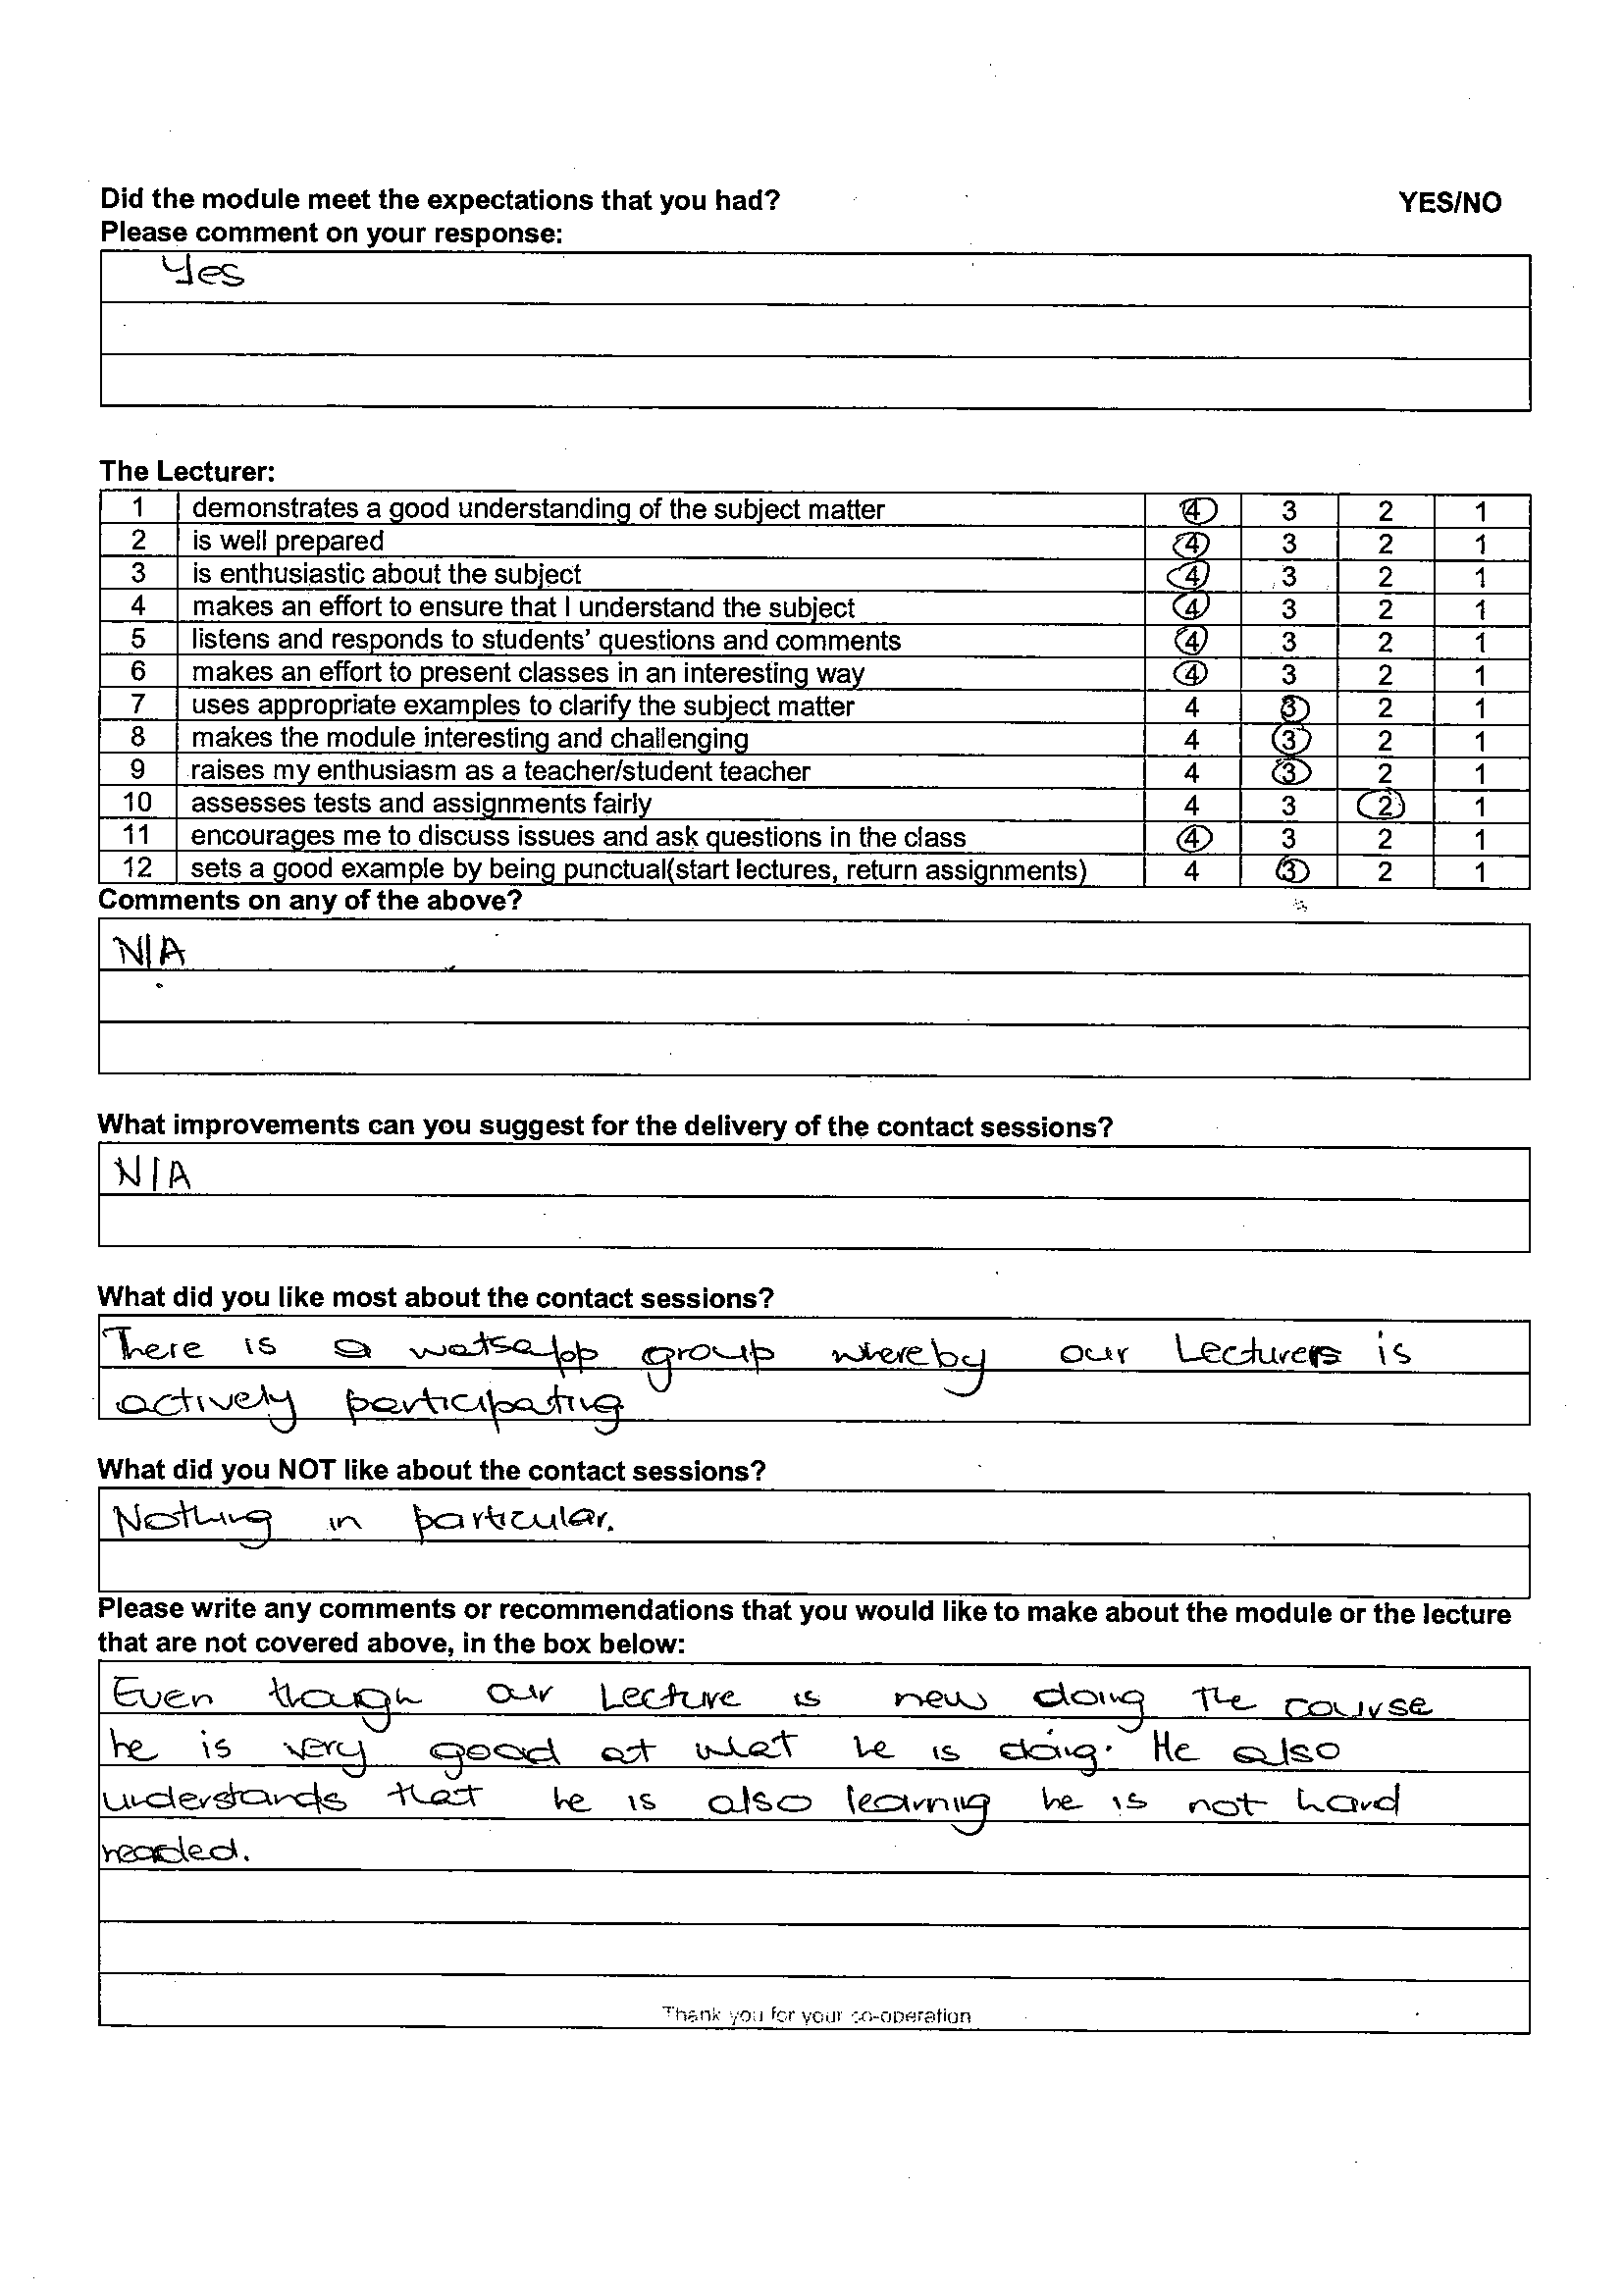 Did the module meet the expectations that you had? YES/NO
Please comment on your response:
Yes
The Lecturer:
1 demonstrates a good understanding of the subject matter 4 3 2 1
2 is well prepared 4 3 2 1
3 is enthusiastic about the subject 4 3 2 1
4 makes an effort to ensure that I understand the subject 4 3 2 1
5 listens and responds to students' questions and comments 4 3 2 1
6 makes an effort to present classes in an interesting way 4 3 2 1
7 uses appropriate examples to clarify the subject matter 4 3 2 1
8 makes the module interesting and challenging 4 3 2 1
9 raises my enthusiasm as a teacher/student teacher 4 3 2 1
10 assesses tests and assignments fairly 4 3 2 1
11 encourages me to discuss issues and ask questions in the class 4 3 2 1
12 sets a good example by being punctual(start lectures, return assignments) 4 3 2 1
Comments on any of the above?
N/A
What improvements can you suggest for the delivery of the contact sessions?
N/A
What did you like most about the contact sessions?
There is a watsapp group whereby our Lecturers is
actively participating
What did you NOT like about the contact sessions?
Nothing in particular.
Please write any comments or recommendations that you would like to make about the module or the lecture
that are not covered above, in the box below:
Even though our Lecture is new doing the course
he is very good at what he is doing. He also
understands that he is also learning he is not hard
headed.
Thank you for your co-operation